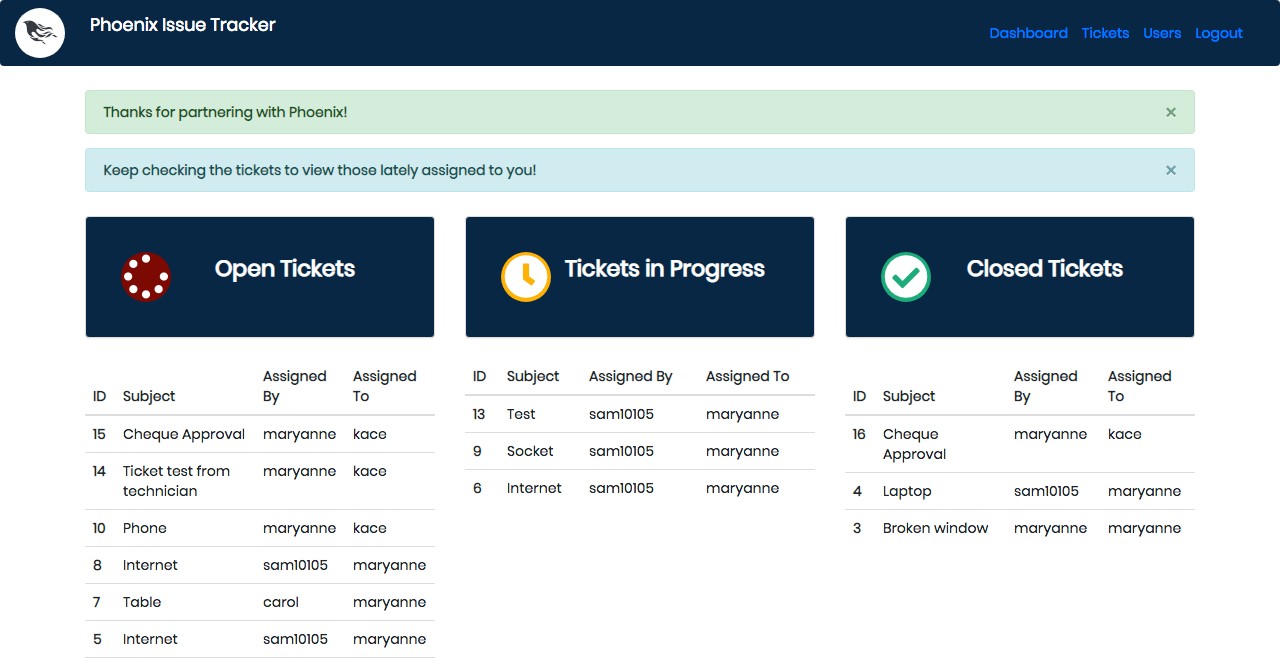 Phoenix Issue Tracker
Dashboard Tickets Users Logout
Thanks for partnering with Phoenix! ×
Keep checking the tickets to view those lately assigned to you! ×
Open Tickets
ID Subject Assigned By Assigned To
15 Cheque Approval maryanne kace
14 Ticket test from technician maryanne kace
10 Phone maryanne kace
8 Internet sam10105 maryanne
7 Table carol maryanne
5 Internet sam10105 maryanne
Tickets in Progress
ID Subject Assigned By Assigned To
13 Test sam10105 maryanne
9 Socket sam10105 maryanne
6 Internet sam10105 maryanne
Closed Tickets
ID Subject Assigned By Assigned To
16 Cheque Approval maryanne kace
4 Laptop sam10105 maryanne
3 Broken window maryanne maryanne